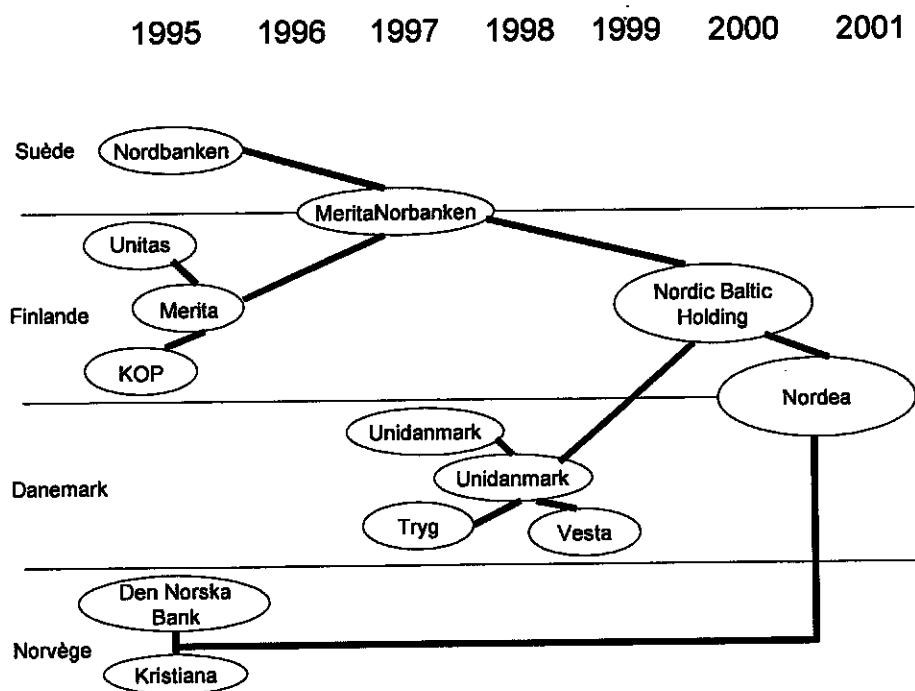 1995 1996 1997 1998 1999 2000 2001
Suède
Nordbanken
MeritaNorbanken
Unitas
Merita
Finlande
KOP
Nordic Baltic
Holding
Nordea
Unidanmark
Unidanmark
Danemark
Tryg
Vesta
Den Norska
Bank
Norvège
Kristiana